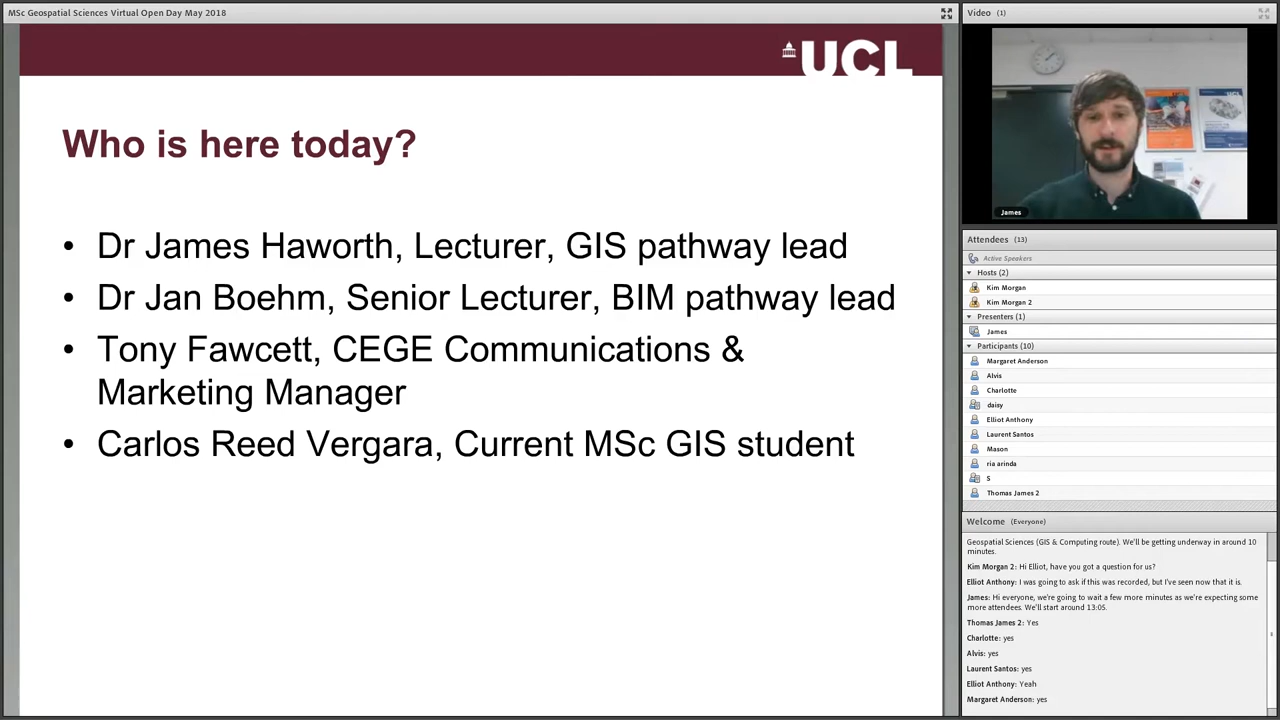 MSc Geospatial Sciences Virtual Open Day May 2018
UCL
Who is here today?
• Dr James Haworth, Lecturer, GIS pathway lead
• Dr Jan Boehm, Senior Lecturer, BIM pathway lead
• Tony Fawcett, CEGE Communications &
Marketing Manager
• Carlos Reed Vergara, Current MSc GIS student
Video (1)
UCL
James
Attendees (13)
Active Speakers
Hosts (2)
Kim Morgan
Kim Morgan 2
Presenters (1)
James
Participants (10)
Margaret Anderson
Alvis
Charlotte
daisy
Elliot Anthony
Laurent Santos
Mason
ria arinda
S
Thomas James 2
Welcome (Everyone)
Geospatial Sciences (GIS & Computing route). We'll be getting underway in around 10
minutes.
Kim Morgan 2: Hi Elliot, have you got a question for us?
Elliot Anthony: I was going to ask if this was recorded, but I've seen now that it is.
James: Hi everyone, we're going to wait a few more minutes as we're expecting some
more attendees. We'll start around 13:05.
Thomas James 2: Yes
Charlotte: yes
Alvis: yes
Laurent Santos: yes
Elliot Anthony: Yeah
Margaret Anderson: yes